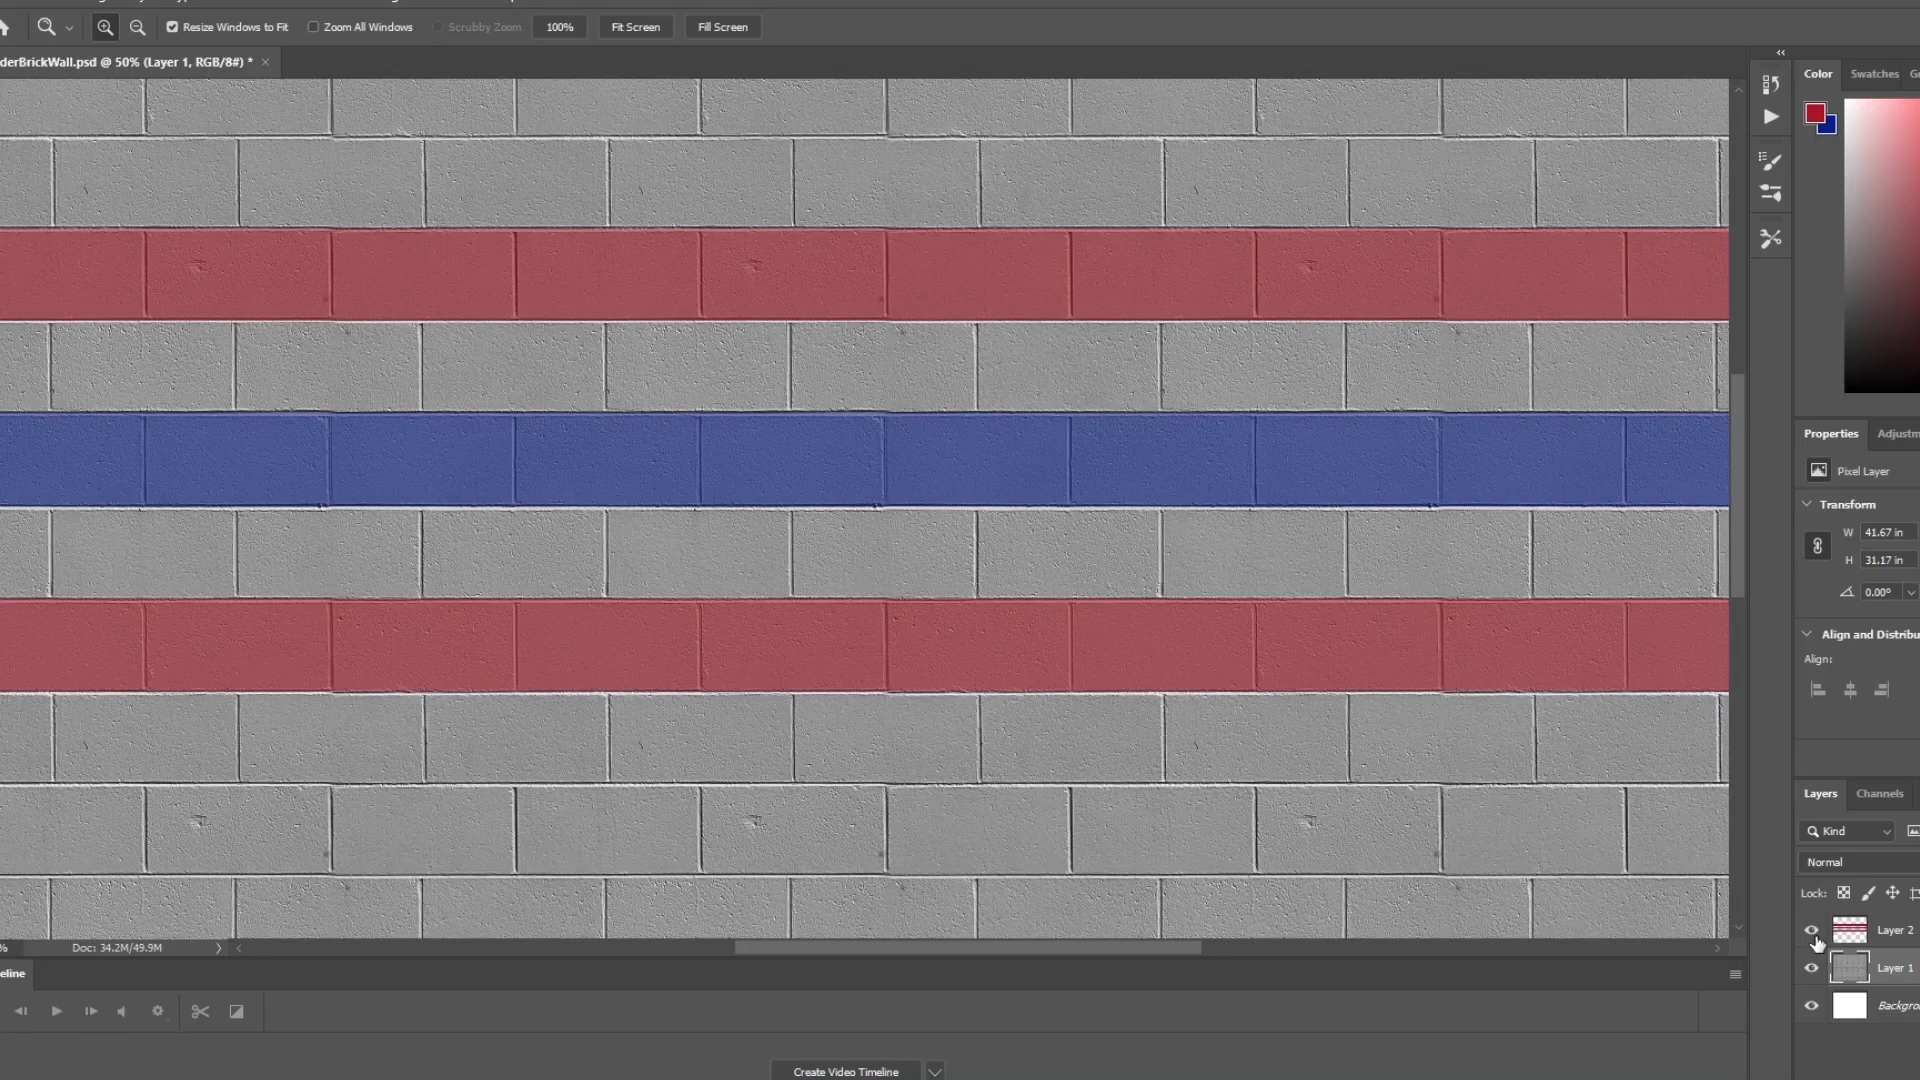 Resize Windows to Fit
Zoom All Windows
Scrubby Zoom
100%
Fit Screen
Fill Screen
derBrickWall.psd @ 50% (Layer 1, RGB/8#) *
Color
Swatches
Properties
Pixel Layer
Transform
W 41.67 in
H 31.17 in
0.00°
Align and Distribu
Align:
Layers
Channels
Kind
Normal
Lock:
Layer 2
Layer 1
Backgro
%
Doc: 34.2M/49.9M
eline
Create Video Timeline